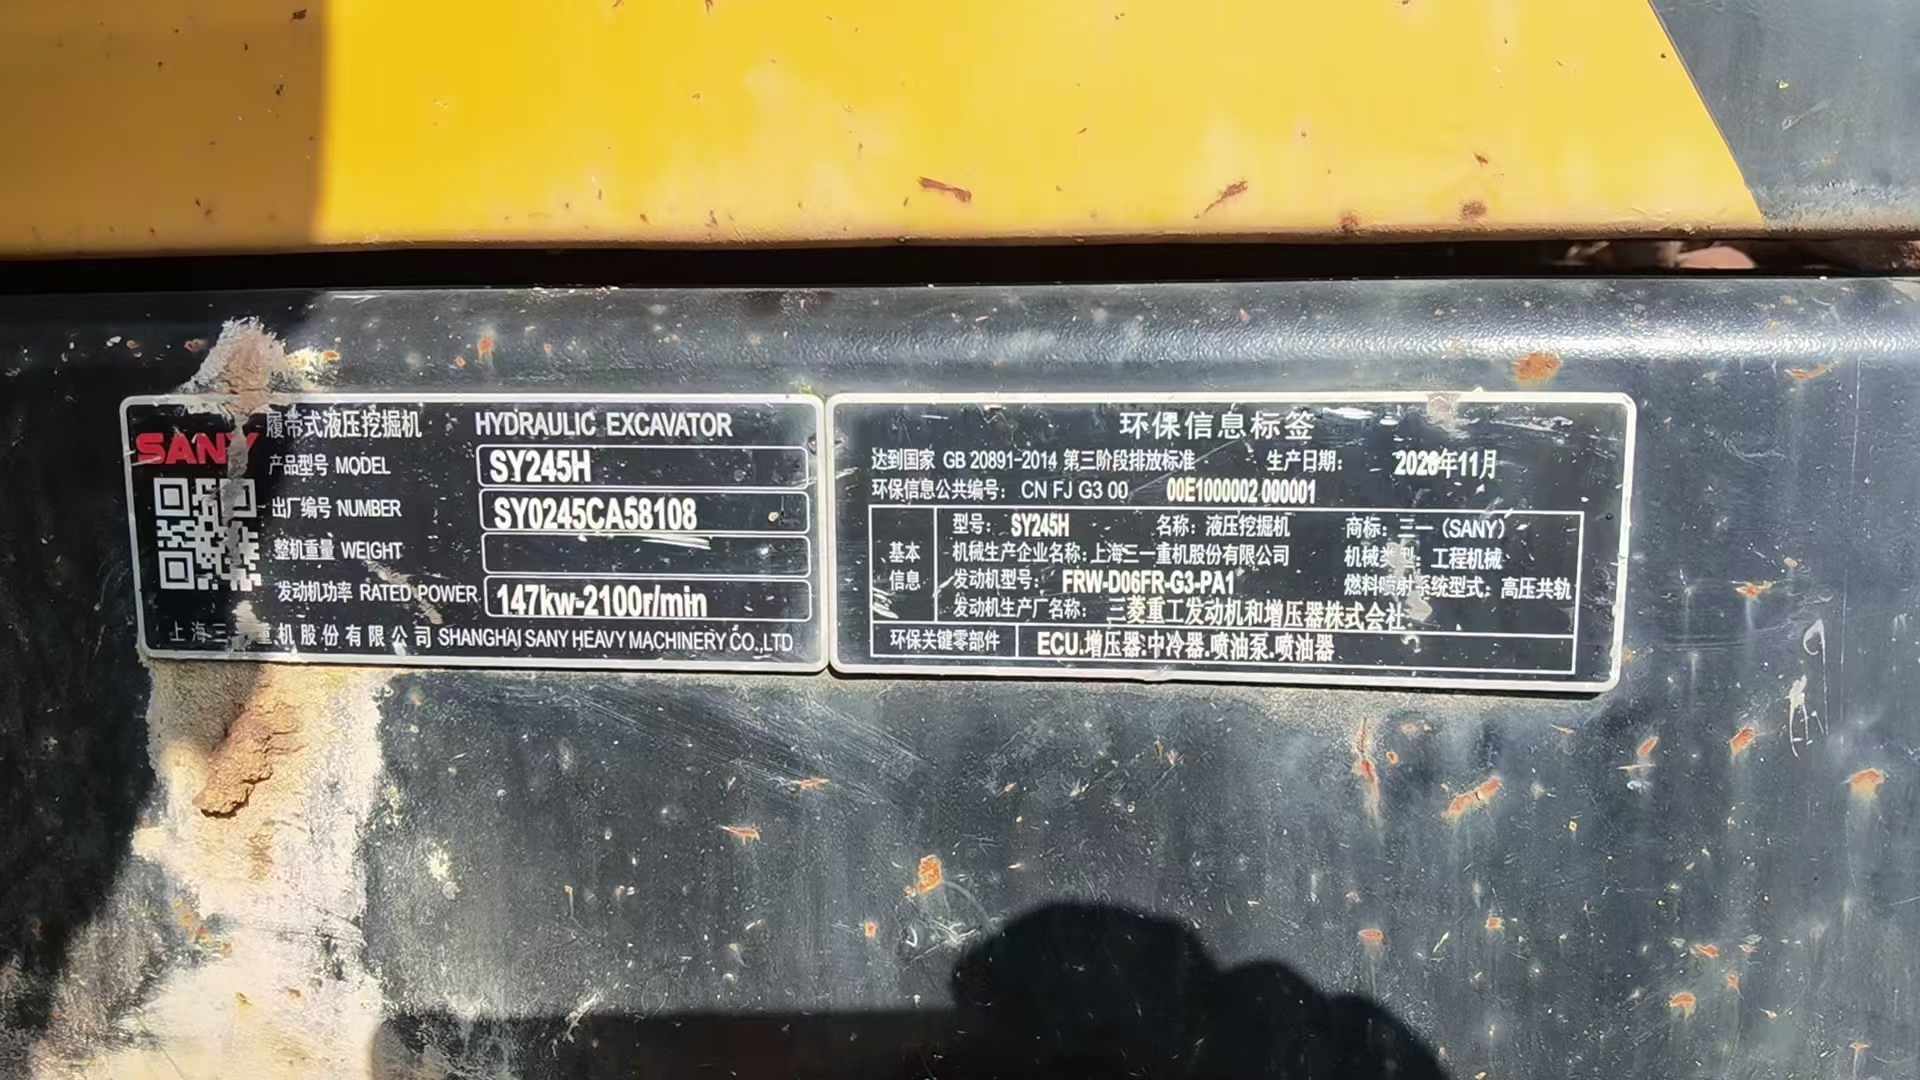 SANY
履带式液压挖掘机 HYDRAULIC EXCAVATOR
产品型号 MODEL SY245H
出厂编号 NUMBER SY0245CA58108
整机重量 WEIGHT
发动机功率 RATED POWER 147kw-2100r/min
上海三一重机股份有限公司 SHANGHAI SANY HEAVY MACHINERY CO.,LTD
环保信息标签
达到国家 GB 20891-2014 第三阶段排放标准 生产日期: 年11月
环保信息公共编号: CN FJ G3 00 00E1000002 000001
基本信息
型号: SY245H 名称: 液压挖掘机 商标: 三一 (SANY)
机械生产企业名称: 上海三一重机股份有限公司 机械类型: 工程机械
发动机型号: FRW-D06FR-G3-PA1 燃料喷射系统型式: 高压共轨
发动机生产厂名称: 三菱重工发动机和增压器株式会社
环保关键零部件 ECU.增压器.中冷器.喷油泵.喷油器